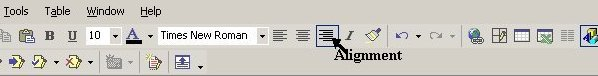 Tools Table Window Help
B U 10 A Times New Roman
Alignment